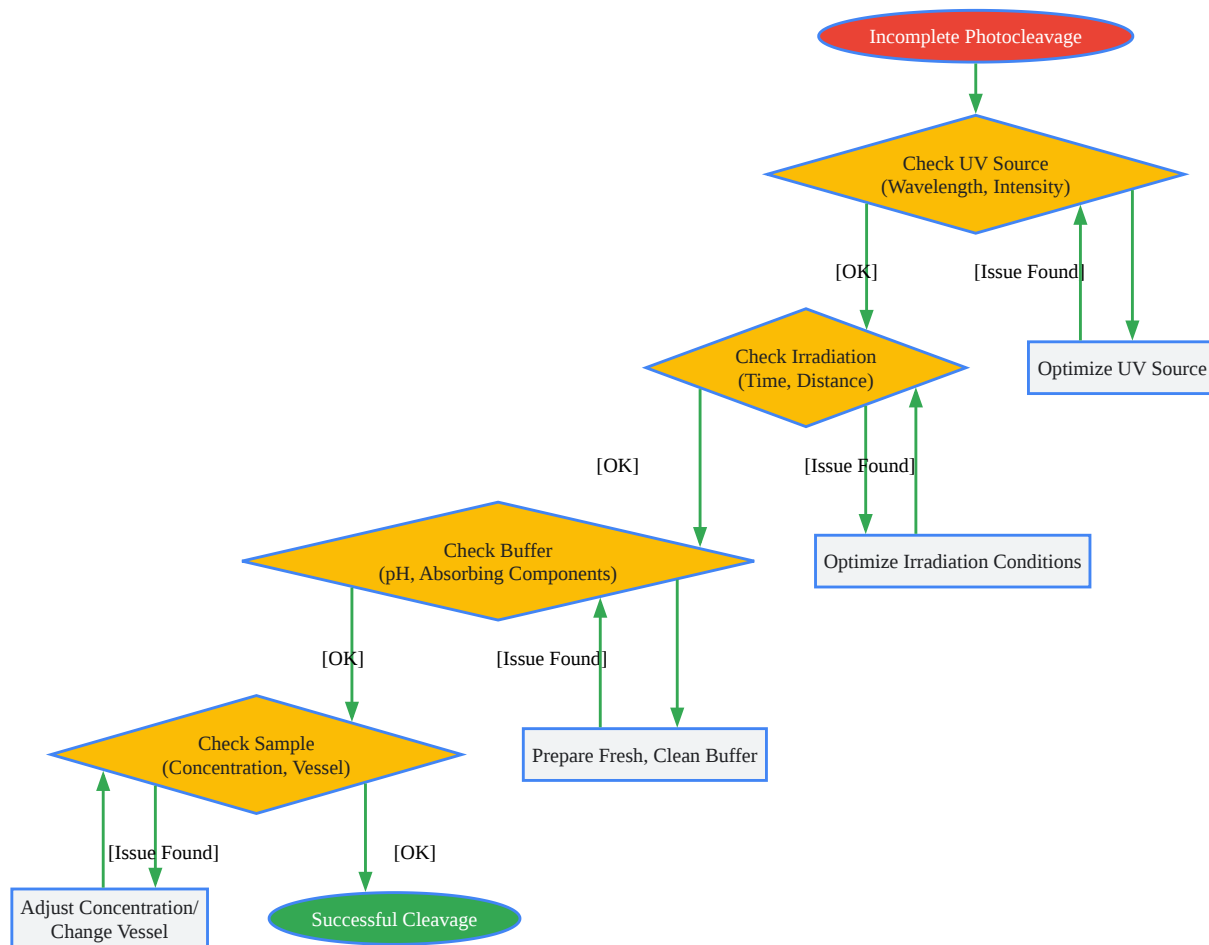 Incomplete Photocleavage
Check UV Source
(Wavelength, Intensity)
[OK]
[Issue Found]
Check Irradiation
(Time, Distance)
Optimize UV Source
[OK]
[Issue Found]
Check Buffer
(pH, Absorbing Components)
Optimize Irradiation Conditions
[OK]
[Issue Found]
Check Sample
(Concentration, Vessel)
Prepare Fresh, Clean Buffer
[Issue Found]
[OK]
Adjust Concentration/
Change Vessel
Successful Cleavage